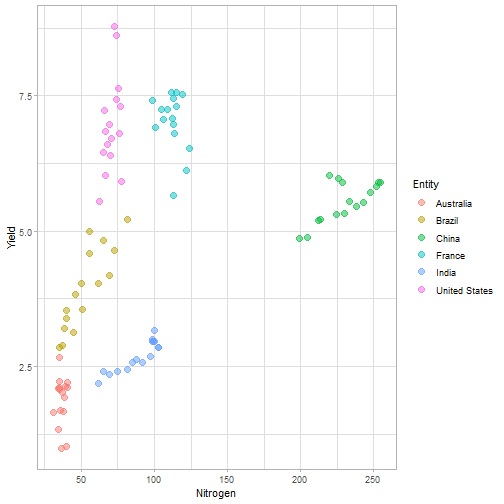 7.5
5.0
2.5
Yield
50
100
150
200
250
Nitrogen
Entity
Australia
Brazil
China
France
India
United States